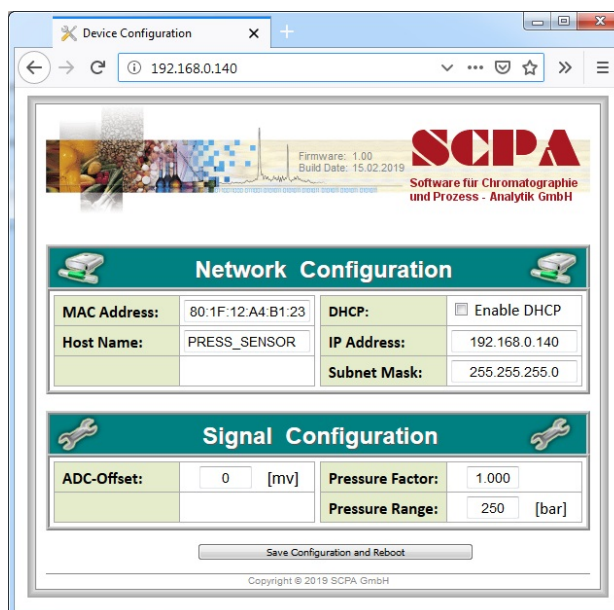 Device Configuration
192.168.0.140
Firmware: 1.00
Build Date: 15.02.2019
SCPA
Software für Chromatographie
und Prozess - Analytik GmbH
Network Configuration
MAC Address: 80:1F:12:A4:B1:23 DHCP: Enable DHCP
Host Name: PRESS_SENSOR IP Address: 192.168.0.140
Subnet Mask: 255.255.255.0
Signal Configuration
ADC-Offset: 0 [mv] Pressure Factor: 1.000
Pressure Range: 250 [bar]
Save Configuration and Reboot
Copyright © 2019 SCPA GmbH